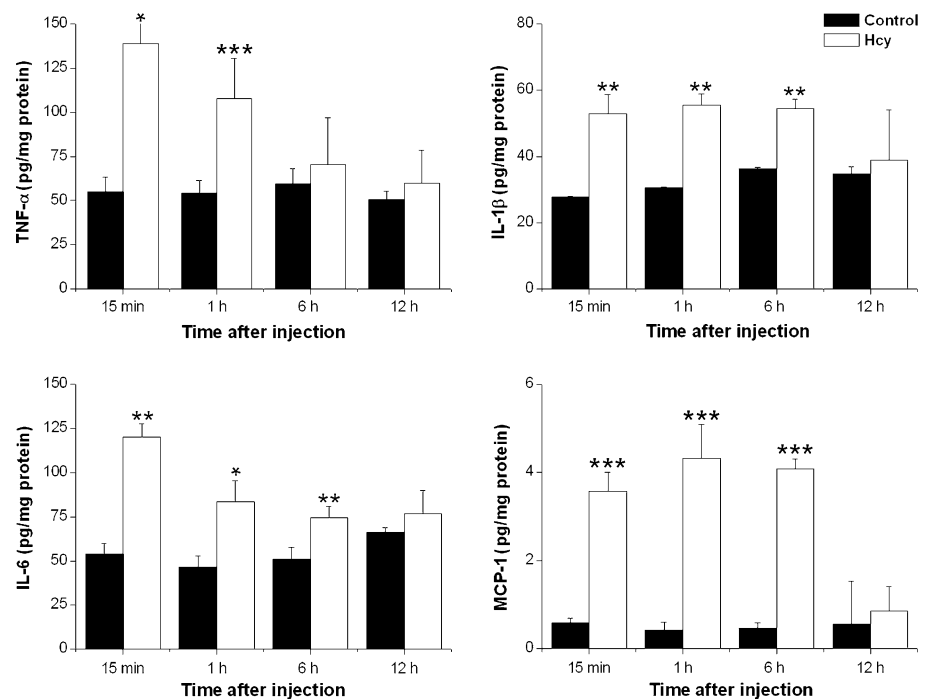 TNF-α (pg/mg protein)
150
125
100
75
50
25
0
*
***
15 min 1 h 6 h 12 h
Time after injection
IL-1β (pg/mg protein)
80
60
40
20
0
** ** **
Control
Hcy
15 min 1 h 6 h 12 h
Time after injection
IL-6 (pg/mg protein)
150
125
100
75
50
25
0
**
*
**
15 min 1 h 6 h 12 h
Time after injection
MCP-1 (pg/mg protein)
6
4
2
0
***
***
***
15 min 1 h 6 h 12 h
Time after injection